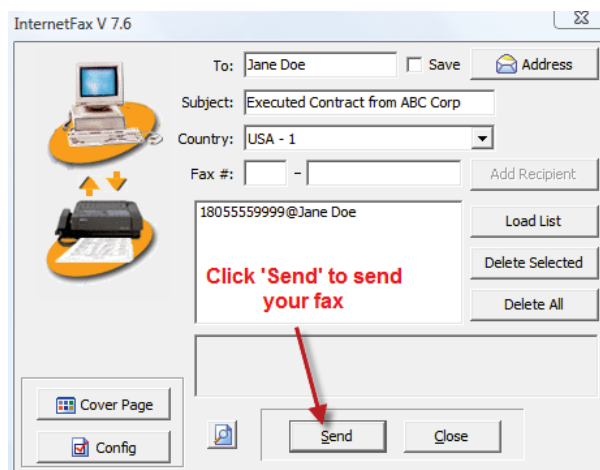 InternetFax V 7.6
To: Jane Doe Save Address
Subject: Executed Contract from ABC Corp
Country: USA - 1
Fax #: - Add Recipient
18055559999@Jane Doe
Load List
Click 'Send' to send
your fax
Delete Selected
Delete All
Cover Page
Config
Send Close